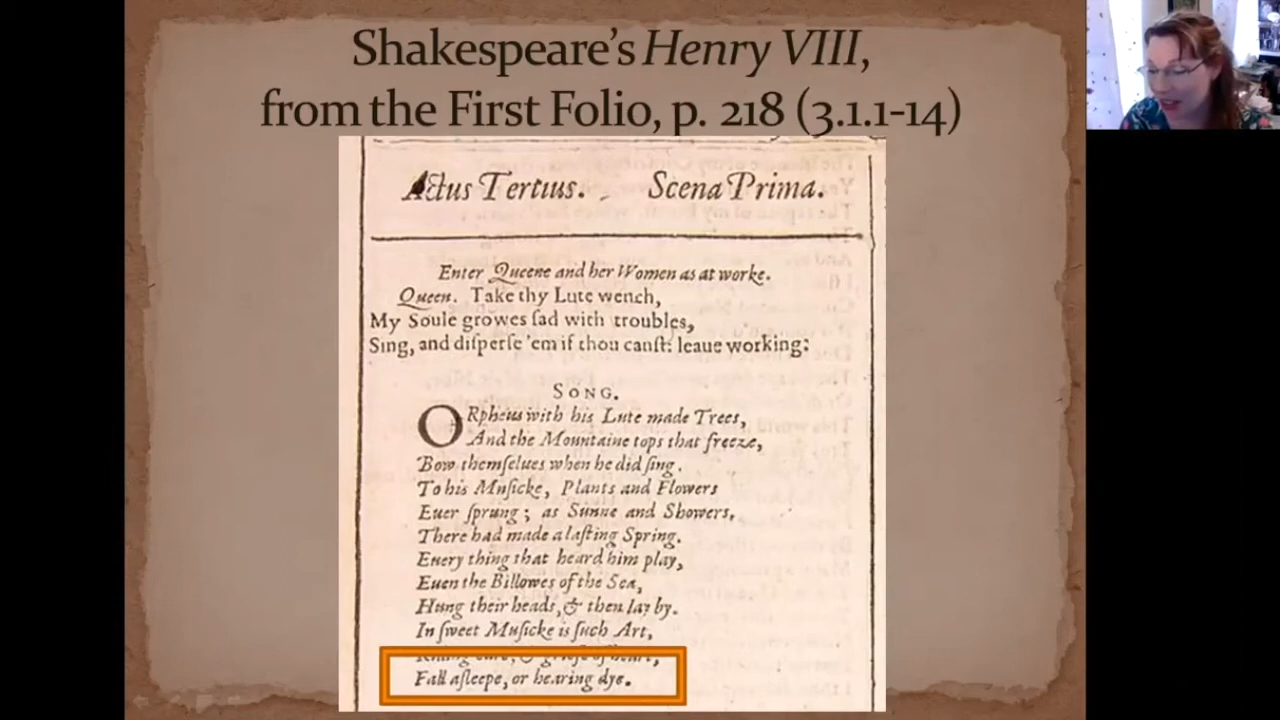 Shakespeare's Henry VIII,
from the First Folio, p. 218 (3.1.1-14)
Actus Tertius. Scena Prima.
Enter Queene and her Women as at worke.
Queen. Take thy Lute wench,
My Soule growes ſad with troubles,
Sing, and diſperſe 'em if thou canſt: leaue working:
SONG.
ORpheus with his Lute made Trees,
And the Mountaine tops that freeze,
Bow themſelues when he did ſing.
To his Muſicke, Plants and Flowers
Euer ſprung; as Sunne and Showers,
There had made a laſting Spring.
Euery thing that heard him play,
Euen the Billowes of the Sea,
Hung their heads, & then lay by.
In ſweet Muſicke is ſuch Art,
Killing care, & griefe of heart,
Fall aſleepe, or hearing dye.